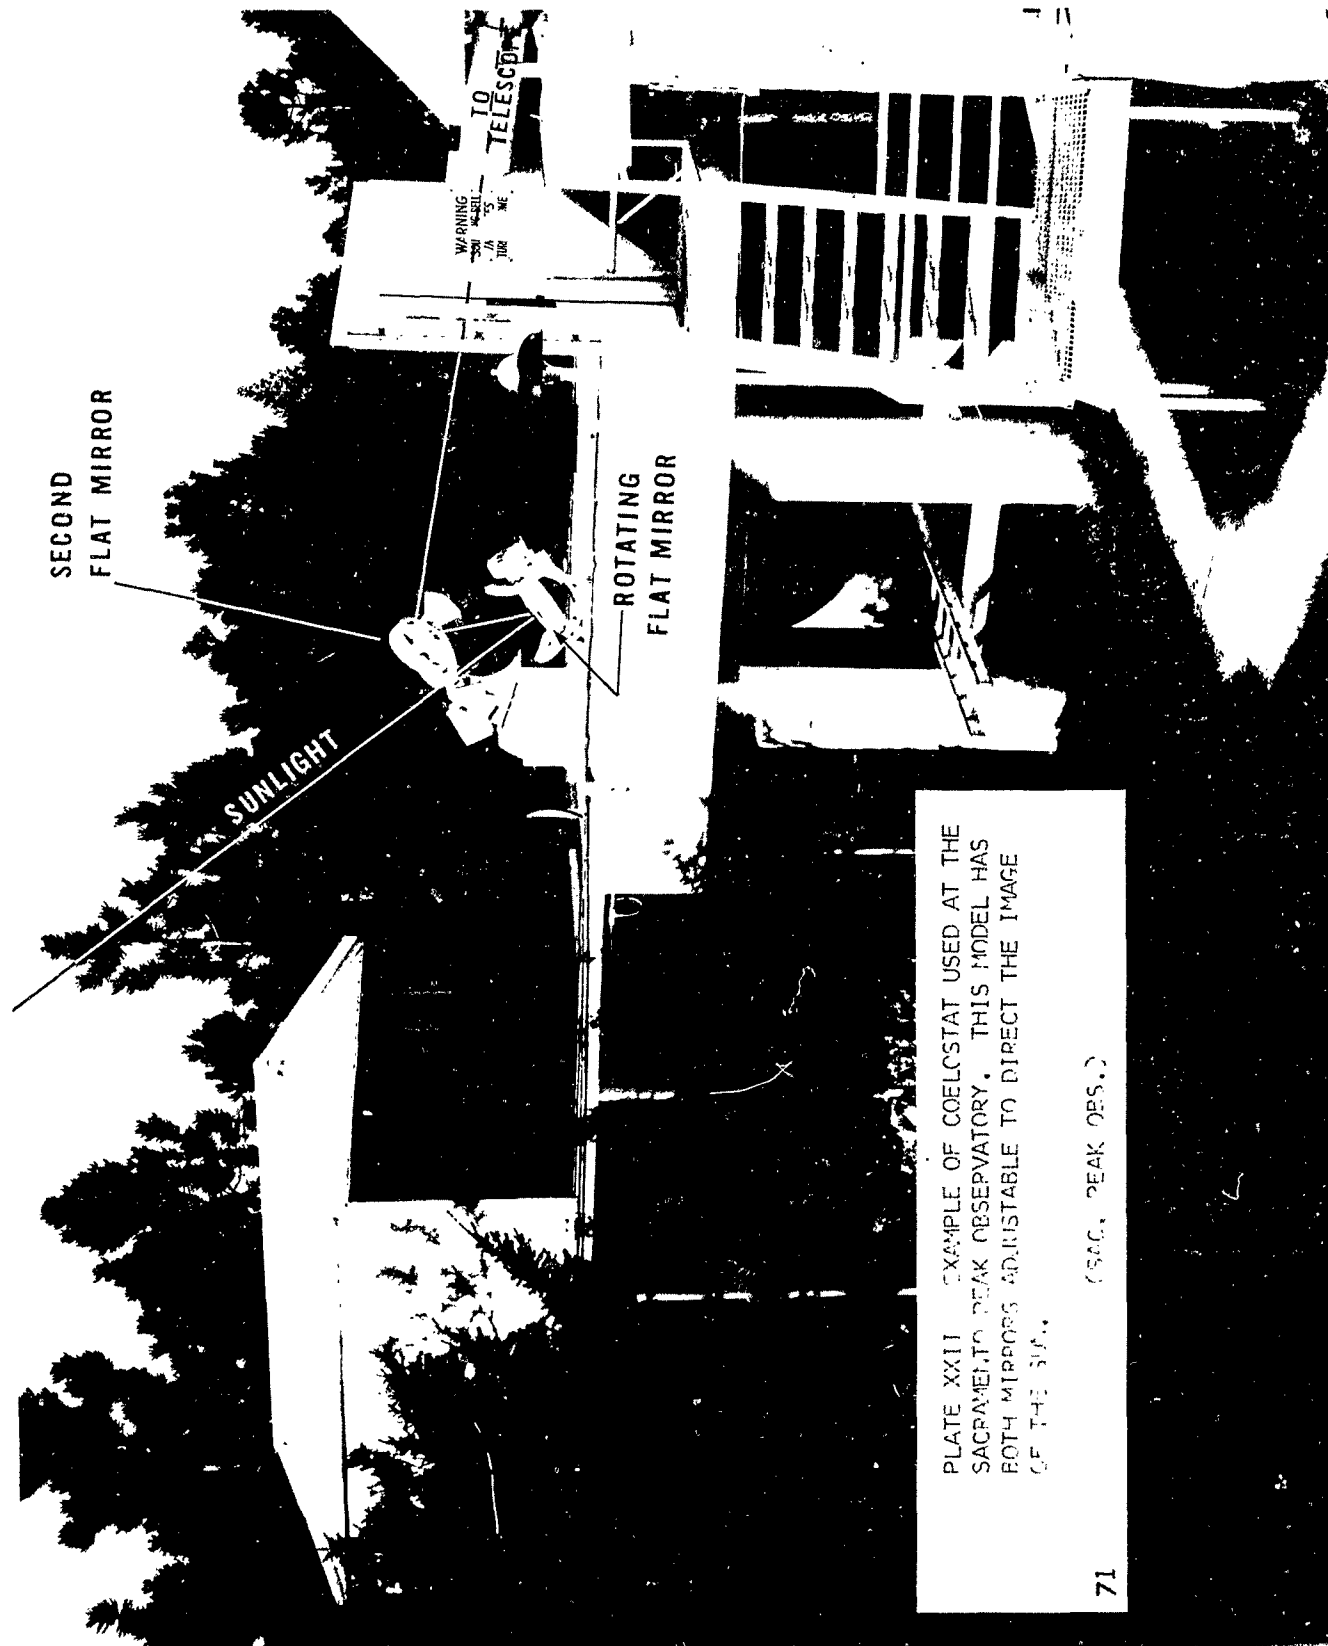 SECOND
FLAT MIRROR
SUNLIGHT
TO
TELESCOPE
WARNING
ROTATING
FLAT MIRROR
PLATE XXII EXAMPLE OF COELOSTAT USED AT THE
SACRAMENTO PEAK OBSERVATORY. THIS MODEL HAS
BOTH MIRRORS ADJUSTABLE TO DIRECT THE IMAGE
OF THE SUN.
(SAC. PEAK OBS.)
71